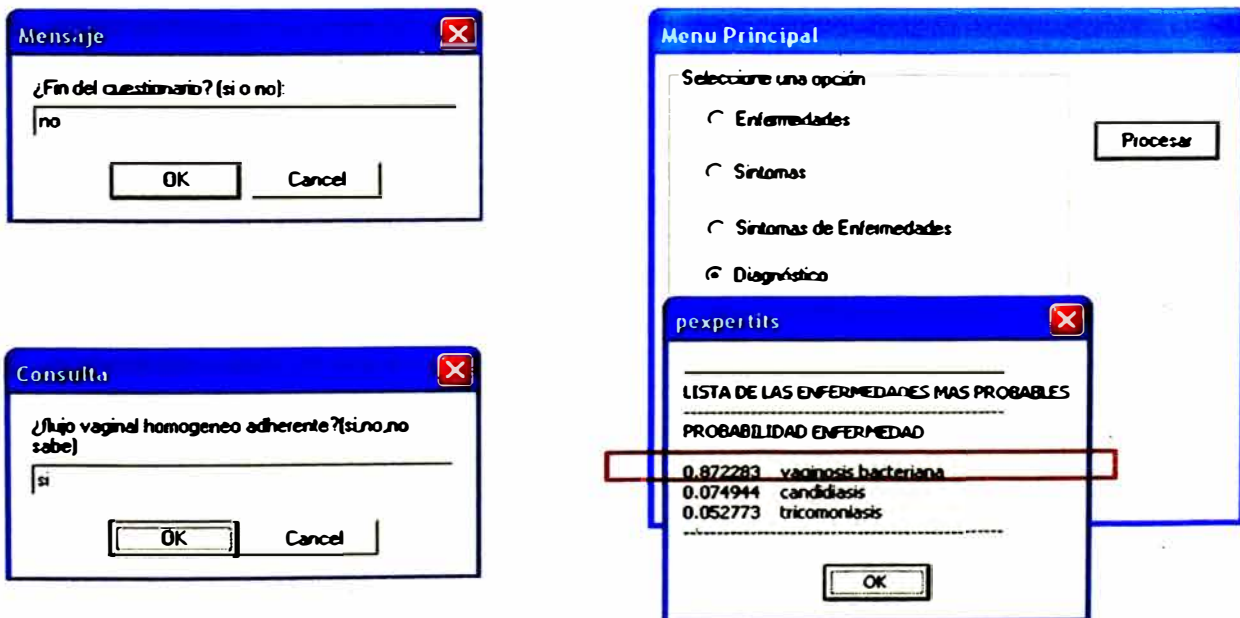 Mensaje
¿Fin del cuestionario? (si o no):
no
OK Cancel
Consulta
¿flujo vaginal homogeneo adherente?(si,no,no
sabe)
si
OK Cancel
Menu Principal
Seleccione una opción
Enfermedades
Procesar
Sintomas
Sintomas de Enfermedades
Diagnóstico
pexpertits
LISTA DE LAS ENFERMEDADES MAS PROBABLES
PROBABILIDAD ENFERMEDAD
0.872283 vaginosis bacteriana
0.074944 candidiasis
0.052773 tricomoniasis
OK